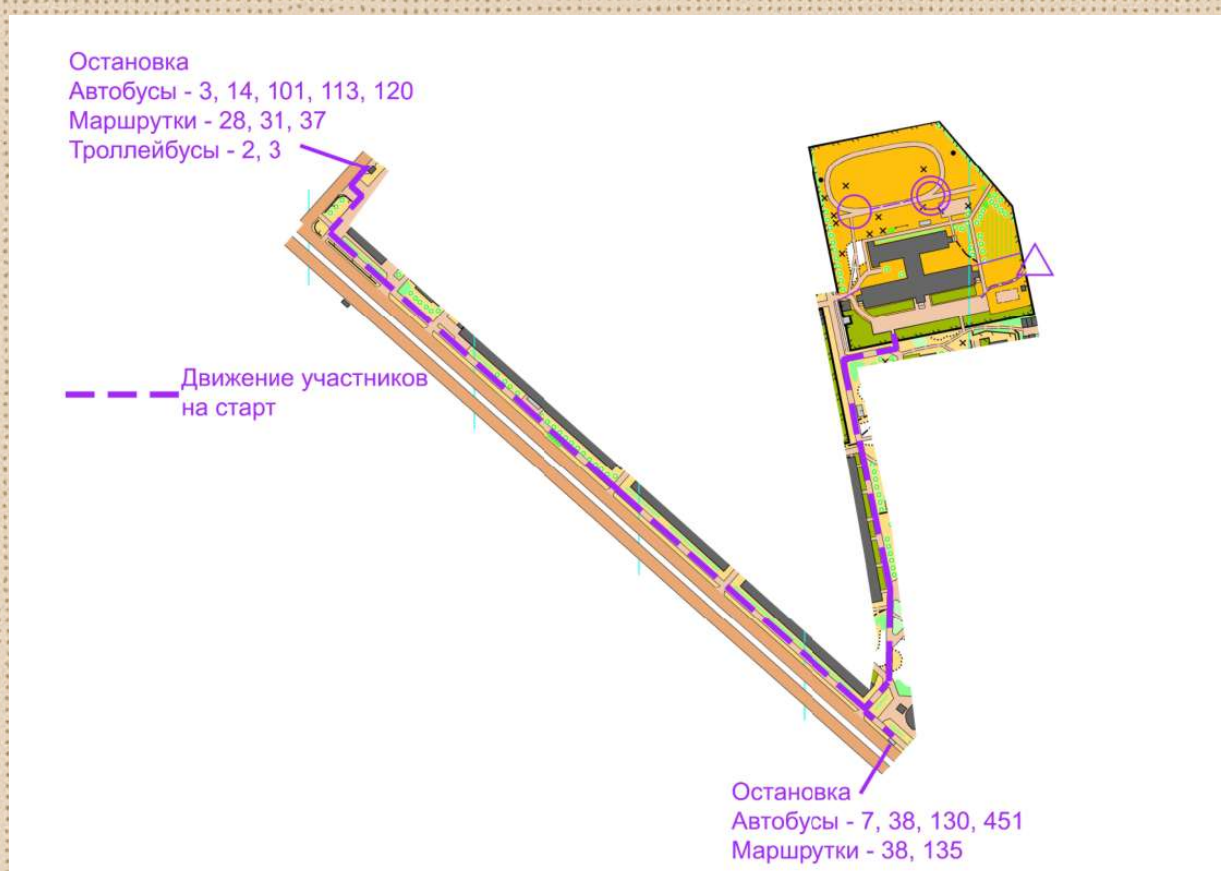 Остановка
Автобусы - 3, 14, 101, 113, 120
Маршрутки - 28, 31, 37
Троллейбусы - 2, 3
Движение участников
на старт
Остановка
Автобусы - 7, 38, 130, 451
Маршрутки - 38, 135